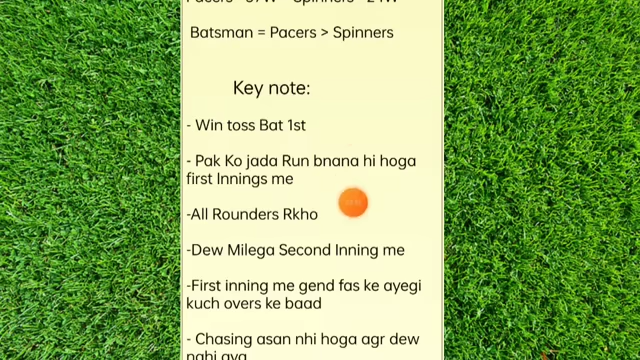 Batsman = Pacers > Spinners
Key note:
- Win toss Bat 1st
- Pak Ko jada Run bnana hi hoga
first Innings me
-All Rounders Rkho
-Dew Milega Second Inning me
-First inning me gend fas ke ayegi
kuch overs ke baad
- Chasing asan nhi hoga agr dew
nahi aya